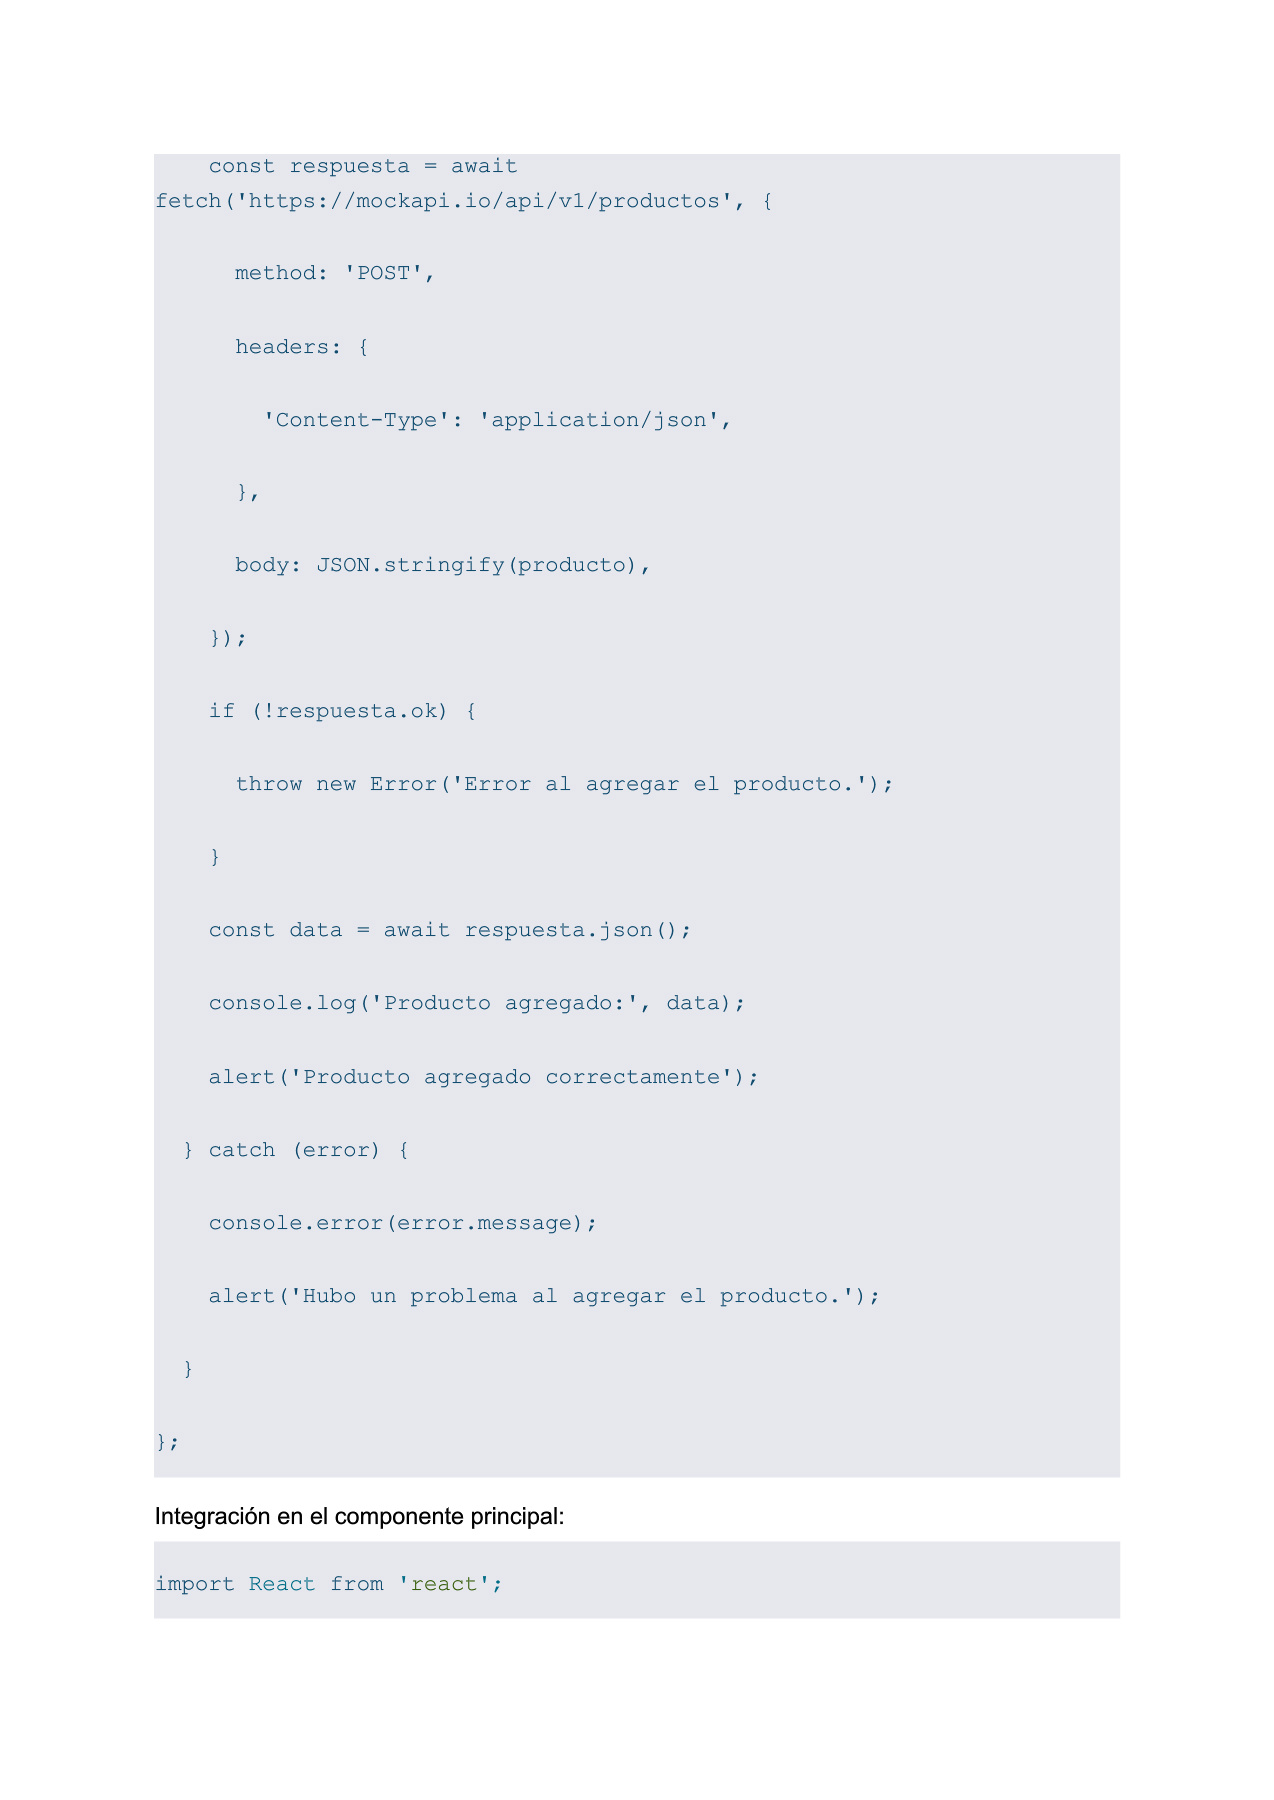 const respuesta = await
fetch('https://mockapi.io/api/v1/productos', {
method: 'POST',
headers: {
'Content-Type': 'application/json',
},
body: JSON.stringify(producto),
});
if (!respuesta.ok) {
throw new Error('Error al agregar el producto.');
}
const data = await respuesta.json();
console.log('Producto agregado:', data);
alert('Producto agregado correctamente');
} catch (error) {
console.error(error.message);
alert('Hubo un problema al agregar el producto.');
}
};
Integración en el componente principal:
import React from 'react';